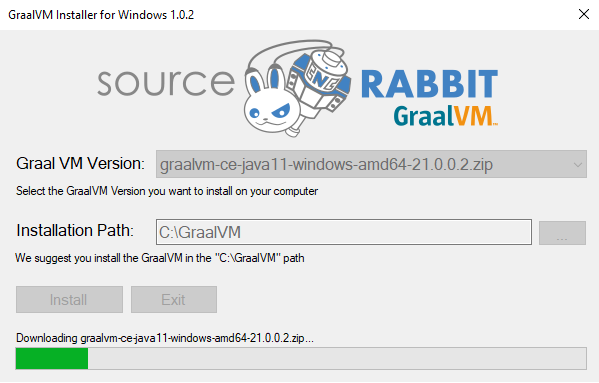 GraalVM Installer for Windows 1.0.2
source RABBIT
ENG
GraalVM™
Graal VM Version: graalvm-ce-java11-windows-amd64-21.0.0.2.zip
Select the GraalVM Version you want to install on your computer
Installation Path: C:\GraalVM ...
We suggest you install the GraalVM in the "C:\GraalVM" path
Install Exit
Downloading graalvm-ce-java11-windows-amd64-21.0.0.2.zip...